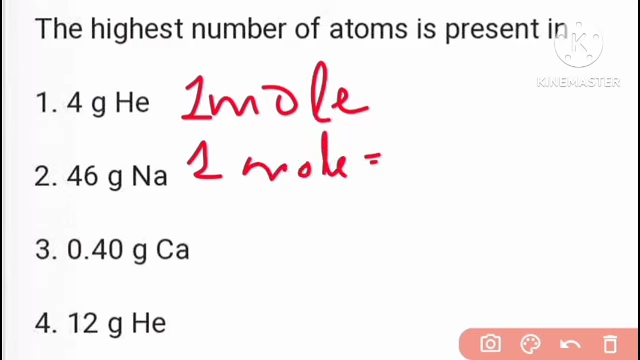 The highest number of atoms is present in
KINEMASTER
1. 4 g He 1 mole
2. 46 g Na 1 mole =
3. 0.40 g Ca
4. 12 g He